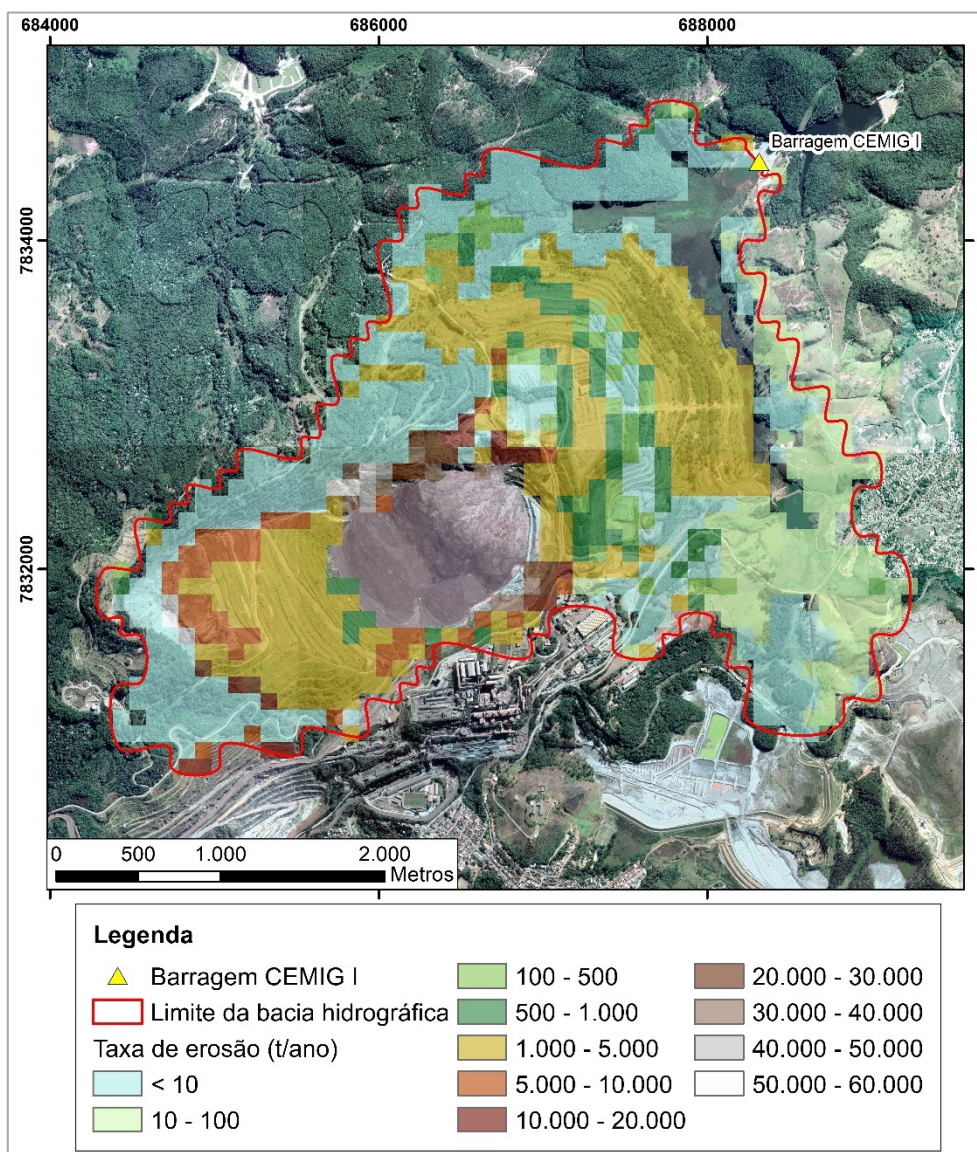 684000 686000 688000
Barragem CEMIG I
7834000
7832000
0 500 1.000 2.000
Metros
Legenda
Barragem CEMIG I
Limite da bacia hidrográfica
Taxa de erosão (t/ano)
< 10
10 - 100
100 - 500
500 - 1.000
1.000 - 5.000
5.000 - 10.000
10.000 - 20.000
20.000 - 30.000
30.000 - 40.000
40.000 - 50.000
50.000 - 60.000